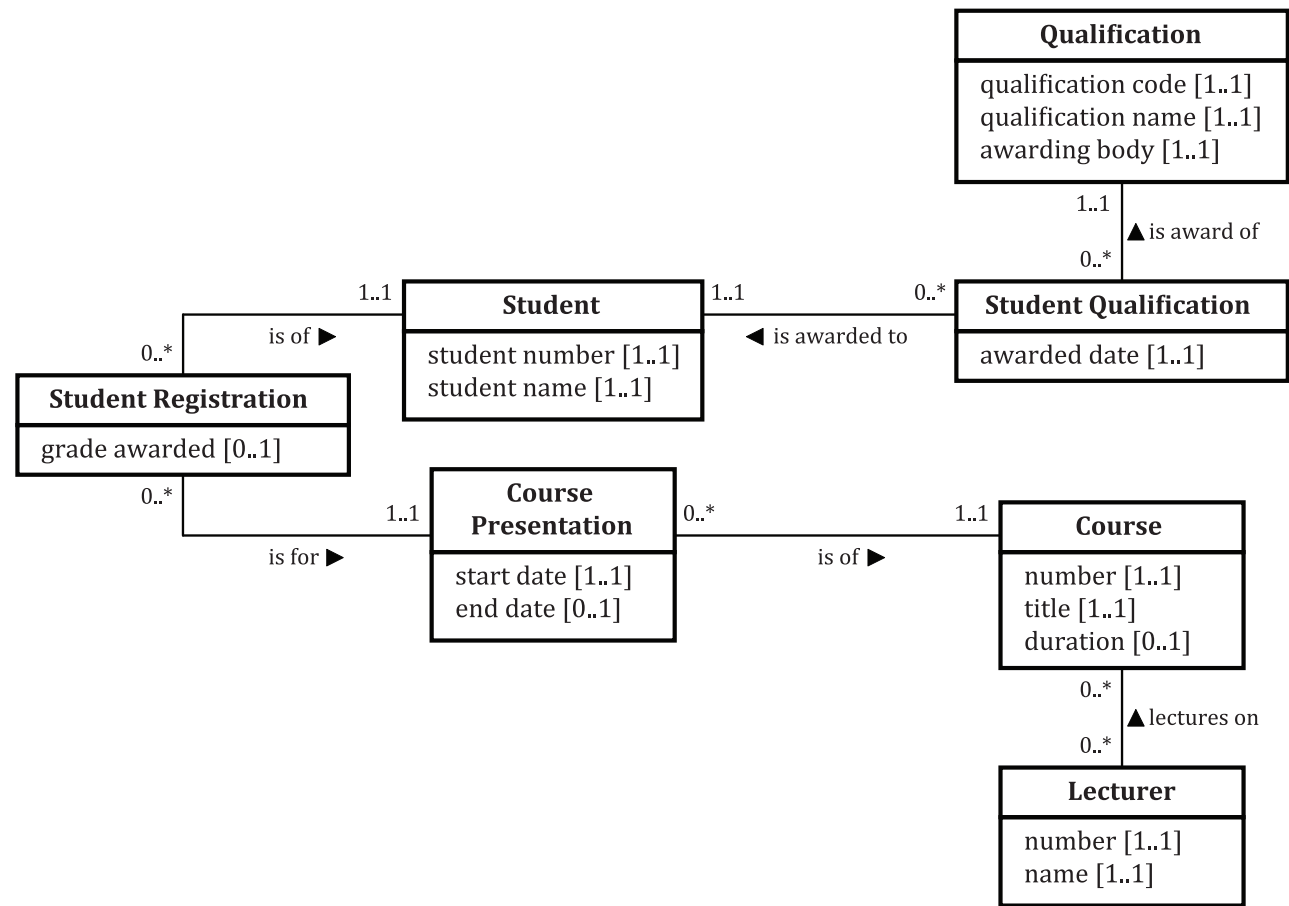 Qualification
qualification code [1..1]
qualification name [1..1]
awarding body [1..1]
1..1
▲ is award of
0..*
Student Qualification
awarded date [1..1]
0..*
◀ is awarded to
1..1
Student
student number [1..1]
student name [1..1]
1..1
is of ▶
0..*
Student Registration
grade awarded [0..1]
0..*
is for ▶
1..1
Course
Presentation
start date [1..1]
end date [0..1]
0..*
is of ▶
1..1
Course
number [1..1]
title [1..1]
duration [0..1]
0..*
▲ lectures on
0..*
Lecturer
number [1..1]
name [1..1]